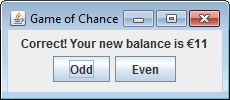 Game of Chance
Correct! Your new balance is €11
Odd Even